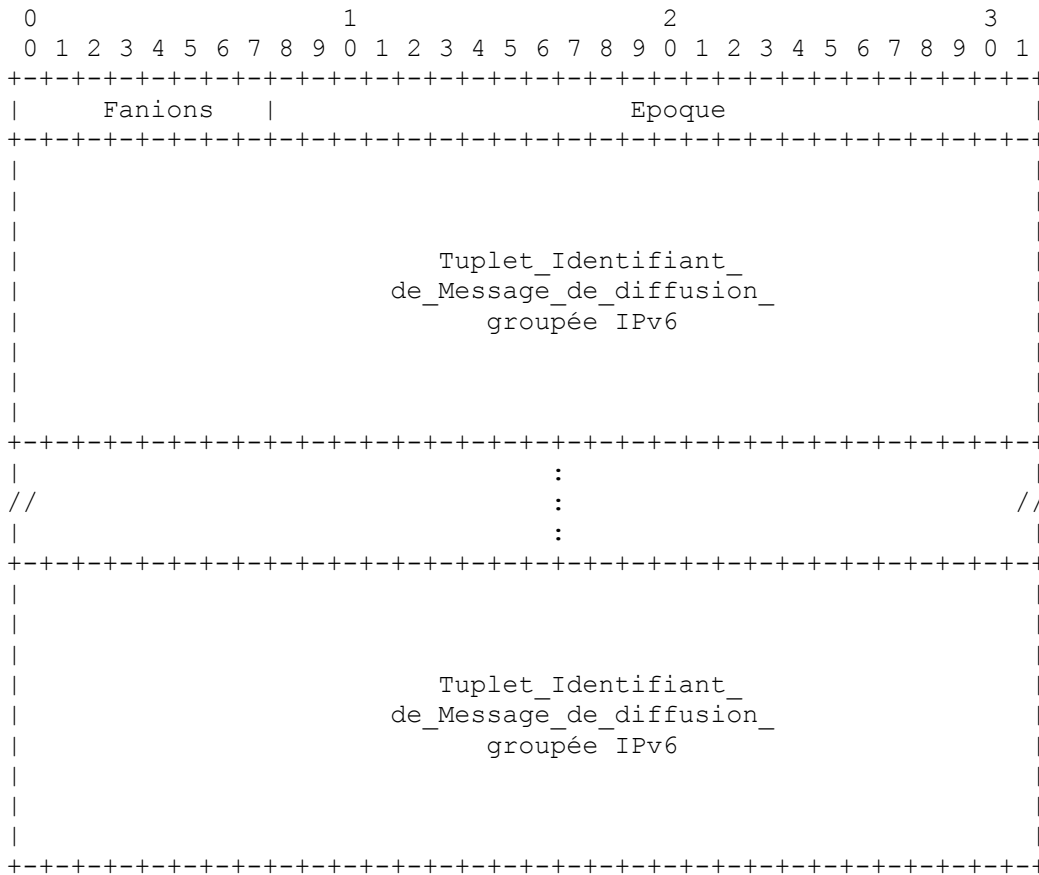 0                   1                   2                   3
 0 1 2 3 4 5 6 7 8 9 0 1 2 3 4 5 6 7 8 9 0 1 2 3 4 5 6 7 8 9 0 1
+-+-+-+-+-+-+-+-+-+-+-+-+-+-+-+-+-+-+-+-+-+-+-+-+-+-+-+-+-+-+-+-+
|     Fanions   |                      Epoque                   |
+-+-+-+-+-+-+-+-+-+-+-+-+-+-+-+-+-+-+-+-+-+-+-+-+-+-+-+-+-+-+-+-+
|                                                               |
|                                                               |
|                                                               |
|                          Tuplet_Identifiant_                  |
|                       de_Message_de_diffusion_                |
|                             groupée IPv6                      |
|                                                               |
|                                                               |
|                                                               |
+-+-+-+-+-+-+-+-+-+-+-+-+-+-+-+-+-+-+-+-+-+-+-+-+-+-+-+-+-+-+-+-+
|                                 :                             |
//                                :                            //
|                                 :                             |
+-+-+-+-+-+-+-+-+-+-+-+-+-+-+-+-+-+-+-+-+-+-+-+-+-+-+-+-+-+-+-+-+
|                                                               |
|                                                               |
|                                                               |
|                          Tuplet_Identifiant_                  |
|                       de_Message_de_diffusion_                |
|                             groupée IPv6                      |
|                                                               |
|                                                               |
|                                                               |
+-+-+-+-+-+-+-+-+-+-+-+-+-+-+-+-+-+-+-+-+-+-+-+-+-+-+-+-+-+-+-+-+